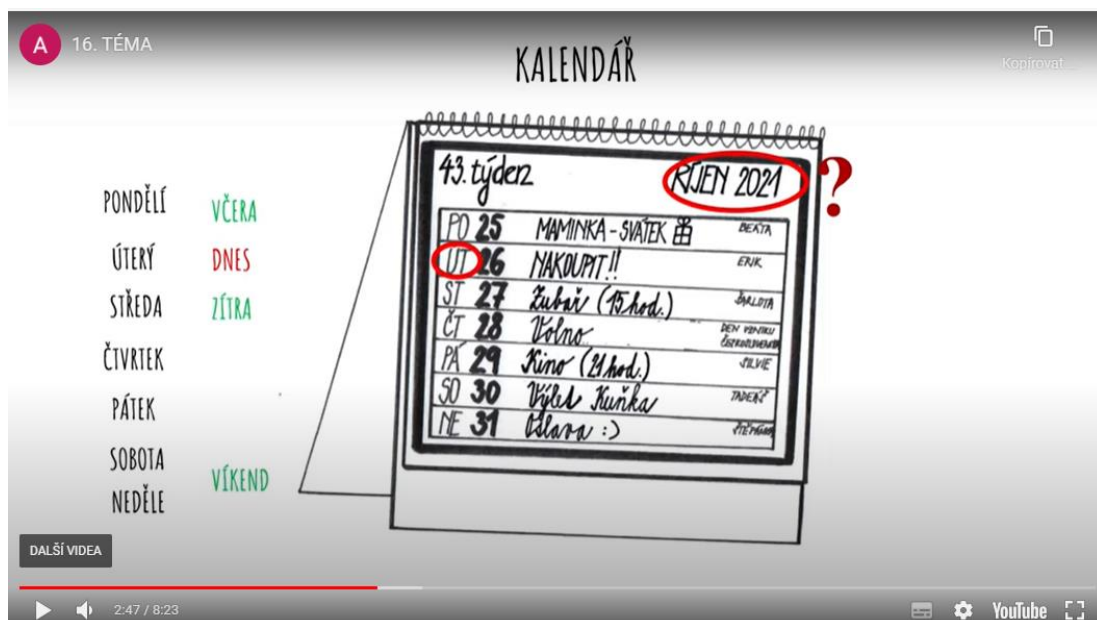 A 16. TÉMA
Kopírovat...
KALENDÁŘ
PONDĚLÍ VČERA
ÚTERÝ DNES
STŘEDA ZÍTRA
ČTVRTEK
PÁTEK
SOBOTA
VÍKEND
NEDĚLE
43. týden ŘÍJEN 2021 ?
PO 25 MAMINKA - SVÁTEK BEÁTA
ÚT 26 NAKOUPIT!! ERIK
ST 27 Zubař (15 hod.) ŠARLOTA
ČT 28 Volno DEN VZNIKU
PÁ 29 Kino (21 hod.) SILVIE
SO 30 Výlet Kuňka TADEÁŠ
NE 31 Oslava :)
DALŠÍ VIDEA
2:47 / 8:23
YouTube